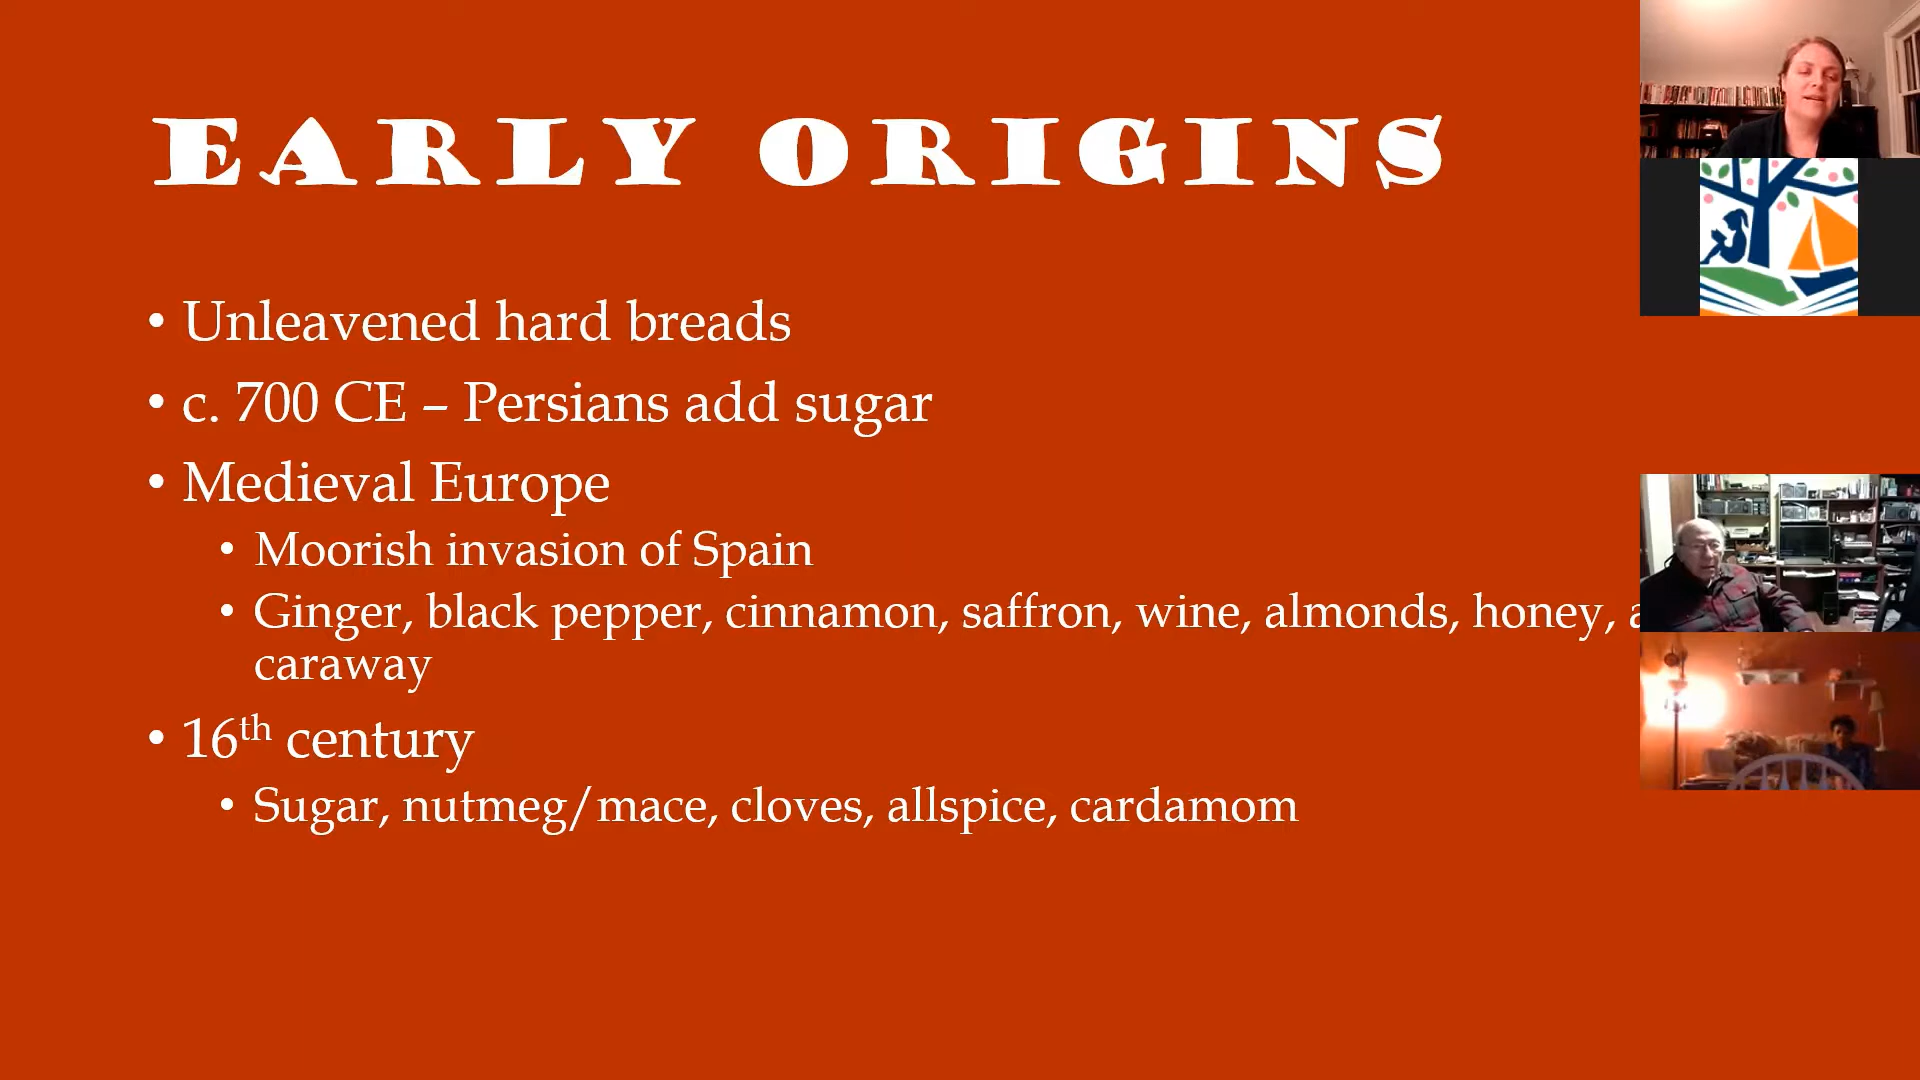 EARLY ORIGINS
• Unleavened hard breads
• c. 700 CE – Persians add sugar
• Medieval Europe
• Moorish invasion of Spain
• Ginger, black pepper, cinnamon, saffron, wine, almonds, honey,
caraway
• 16th century
• Sugar, nutmeg/mace, cloves, allspice, cardamom